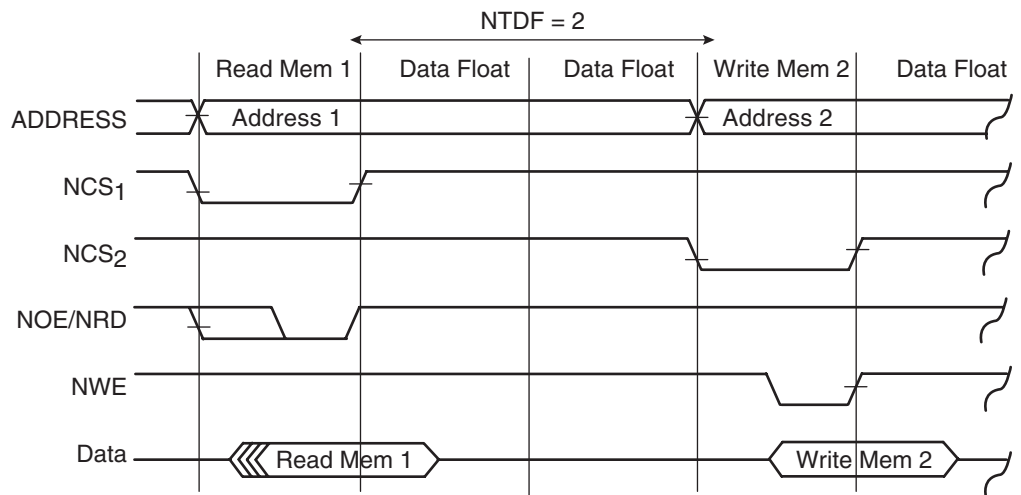 NTDF = 2
Read Mem 1 Data Float Data Float Write Mem 2 Data Float
ADDRESS Address 1 Address 2
NCS1
NCS2
NOE/NRD
NWE
Data Read Mem 1 Write Mem 2